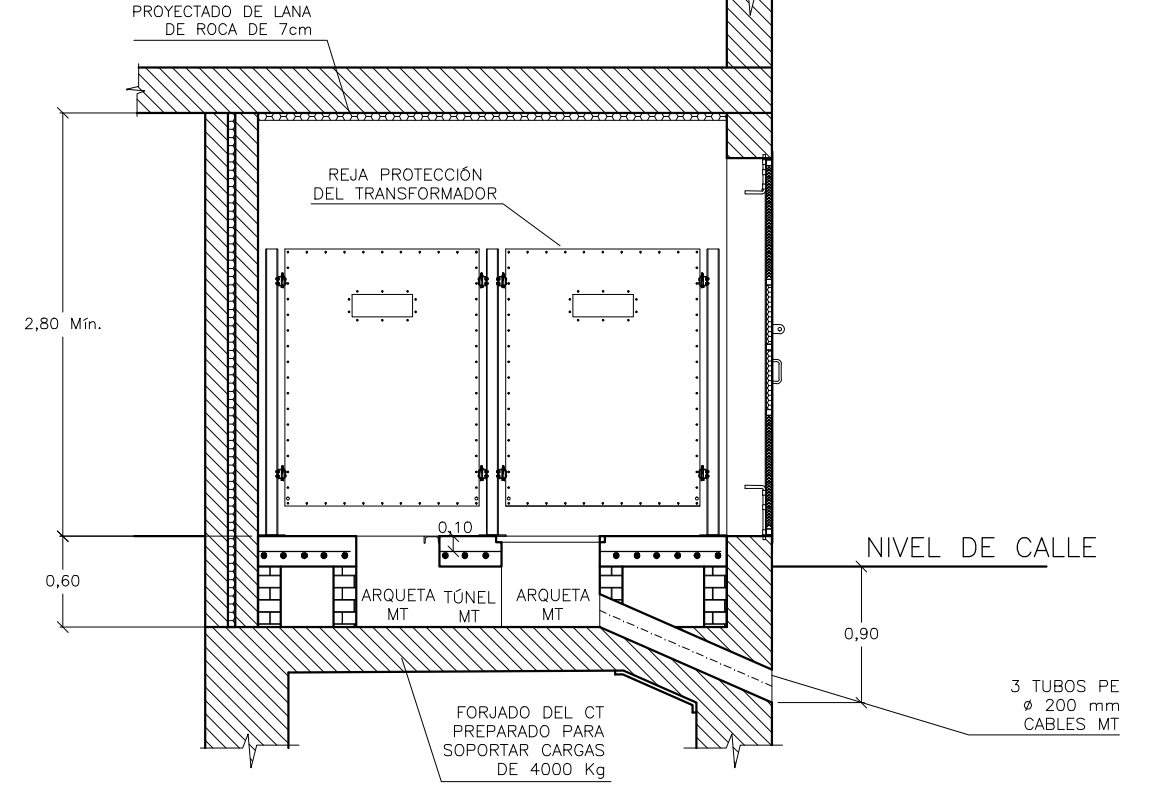 PROYECTADO DE LANA
DE ROCA DE 7cm
REJA PROTECCIÓN
DEL TRANSFORMADOR
2,80 Mín.
0,10
NIVEL DE CALLE
0,60
ARQUETA
MT
TÚNEL
MT
ARQUETA
MT
0,90
3 TUBOS PE
ø 200 mm
CABLES MT
FORJADO DEL CT
PREPARADO PARA
SOPORTAR CARGAS
DE 4000 Kg